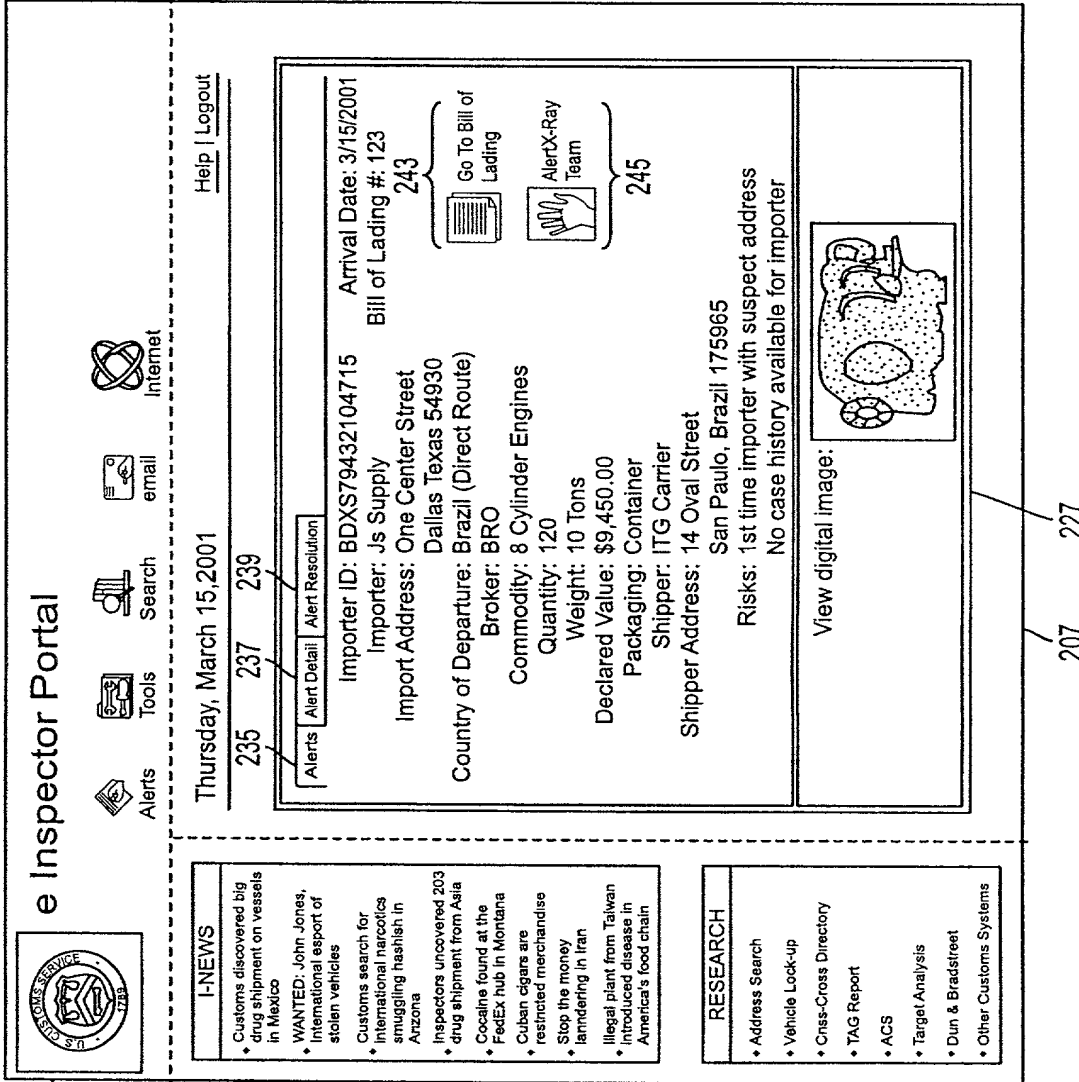 e Inspector Portal
U.S. CUSTOMS SERVICE
1789
Alerts
Tools
Search
email
Internet
I-NEWS
• Customs discovered big
drug shipment on vessels
in Mexico
WANTED: John Jones,
• International esport of
stolen vehicles
Customs search for
• International narcotics
smuggling hashish in
Arizona
Inspectors uncovered 203
• drug shipment from Asia
Cocaine found at the
• FedEx hub in Montana
Cuban cigars are
• restricted merchandise
Stop the money
• lanndering in Iran
Illegal plant from Taiwan
• introduced disease in
America's food chain
RESEARCH
• Address Search
• Vehicle Lock-up
• Criss-Cross Directory
• TAG Report
• ACS
• Target Analysis
• Dun & Bradstreet
• Other Customs Systems
Thursday, March 15,2001
Help | Logout
235
237
239
Alerts
Alert Detail
Alert Resolution
Importer ID: BDXS79432104715
Arrival Date: 3/15/2001
Importer: Js Supply
Bill of Lading #: 123
Import Address: One Center Street
Dallas Texas 54930
243
Country of Departure: Brazil (Direct Route)
Go To Bill of
Lading
Broker: BRO
Commodity: 8 Cylinder Engines
Quantity: 120
AlertX-Ray
Team
Weight: 10 Tons
Declared Value: $9,450.00
245
Packaging: Container
Shipper: ITG Carrier
Shipper Address: 14 Oval Street
San Paulo, Brazil 175965
Risks: 1st time importer with suspect address
No case history available for importer
View digital image:
227
207